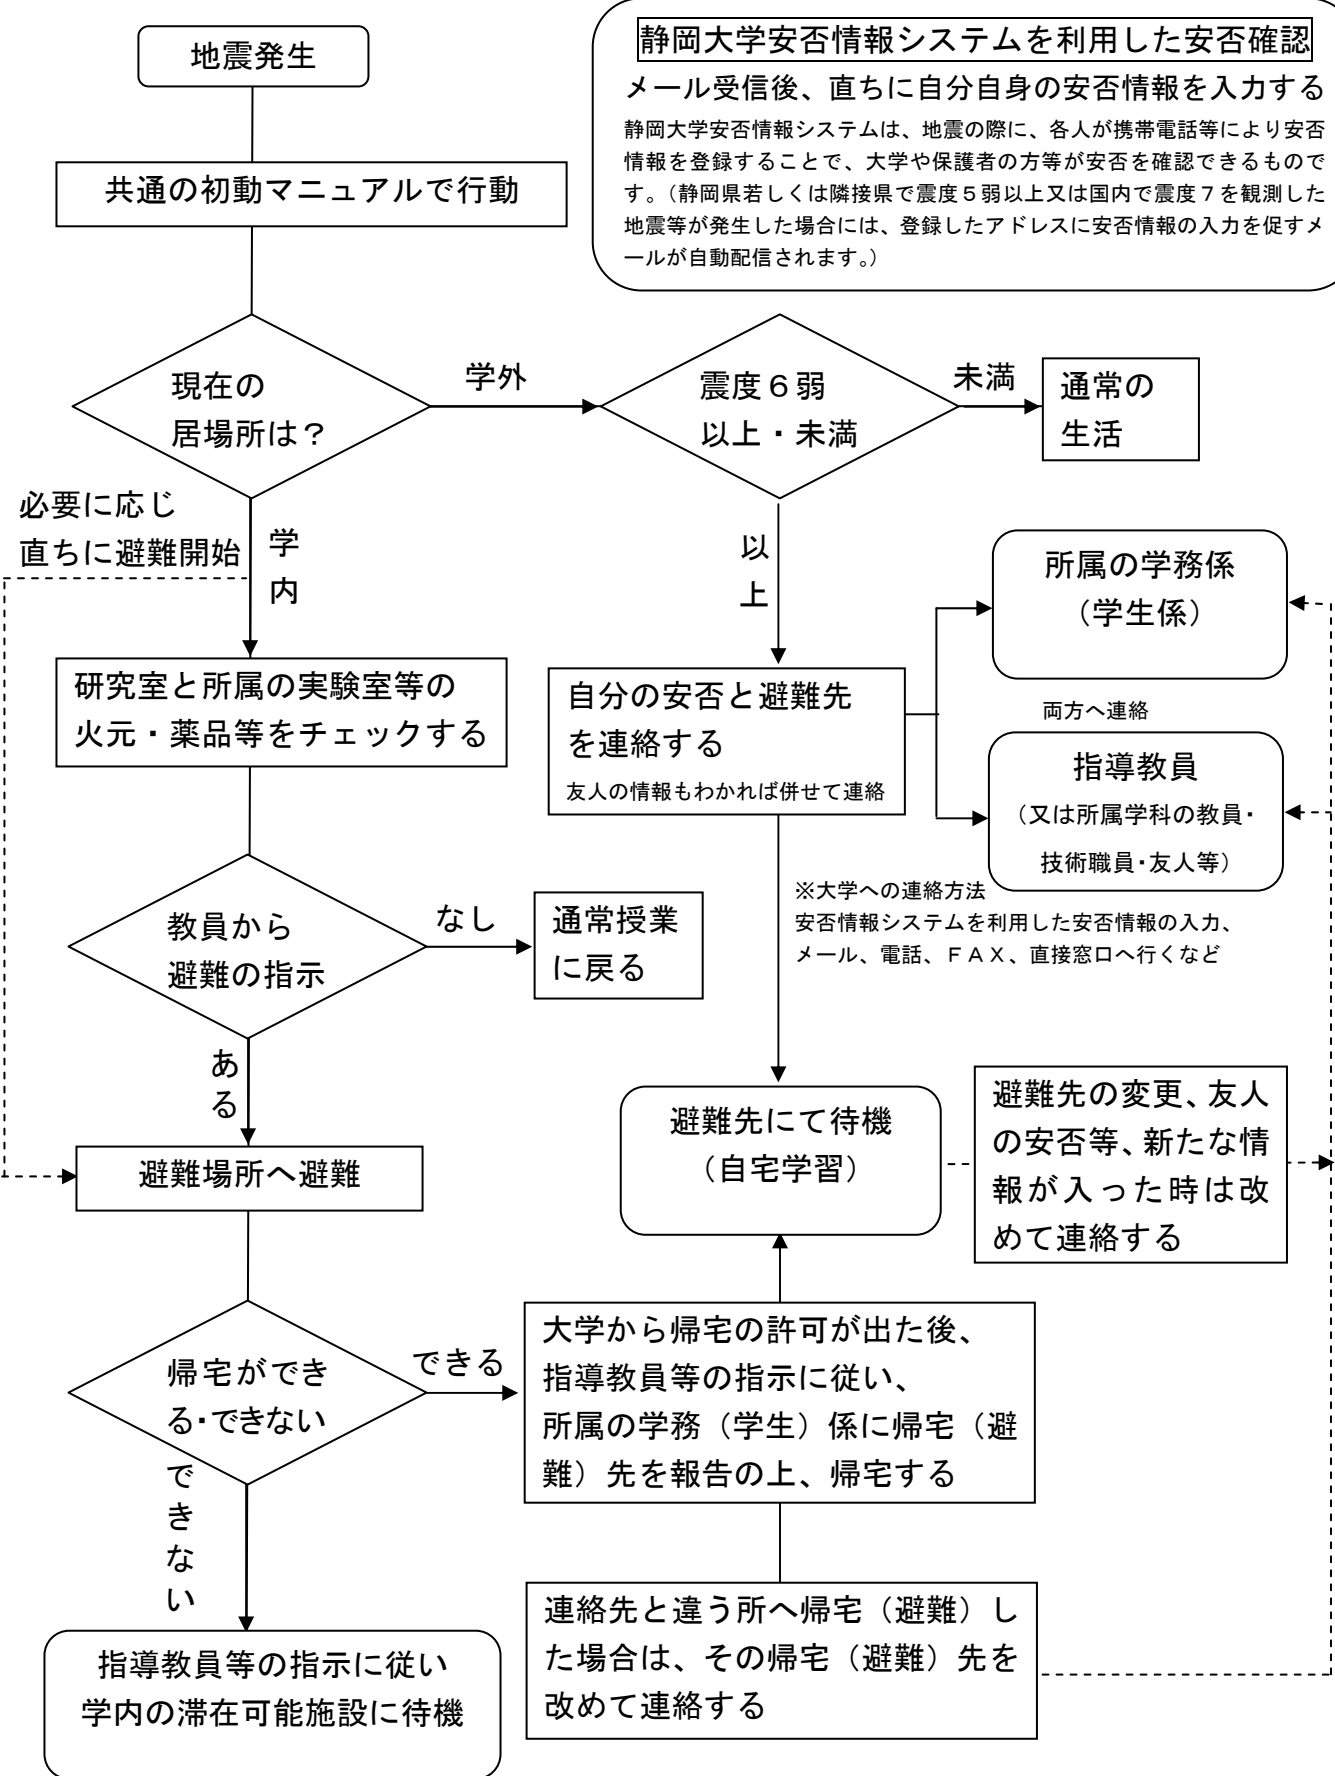 地震発生
静岡大学安否情報システムを利用した安否確認
メール受信後、直ちに自分自身の安否情報を入力する
静岡大学安否情報システムは、地震の際に、各人が携帯電話等により安否
情報を登録することで、大学や保護者の方等が安否を確認できるもので
す。（静岡県若しくは隣接県で震度５弱以上又は国内で震度７を観測した
地震等が発生した場合には、登録したアドレスに安否情報の入力を促すメ
ールが自動配信されます。）
共通の初動マニュアルで行動
現在の
居場所は？
学外
震度６弱
以上・未満
未満
通常の
生活
必要に応じ
直ちに避難開始
学
内
以
上
所属の学務係
（学生係）
研究室と所属の実験室等の
火元・薬品等をチェックする
自分の安否と避難先
を連絡する
友人の情報もわかれば併せて連絡
両方へ連絡
指導教員
（又は所属学科の教員・
技術職員・友人等）
※大学への連絡方法
安否情報システムを利用した安否情報の入力、
メール、電話、ＦＡＸ、直接窓口へ行くなど
教員から
避難の指示
なし
通常授業
に戻る
あ
る
避難場所へ避難
避難先にて待機
（自宅学習）
避難先の変更、友人
の安否等、新たな情
報が入った時は改
めて連絡する
帰宅ができ
る・できない
できる
大学から帰宅の許可が出た後、
指導教員等の指示に従い、
所属の学務（学生）係に帰宅（避
難）先を報告の上、帰宅する
で
き
な
い
連絡先と違う所へ帰宅（避難）し
た場合は、その帰宅（避難）先を
改めて連絡する
指導教員等の指示に従い
学内の滞在可能施設に待機